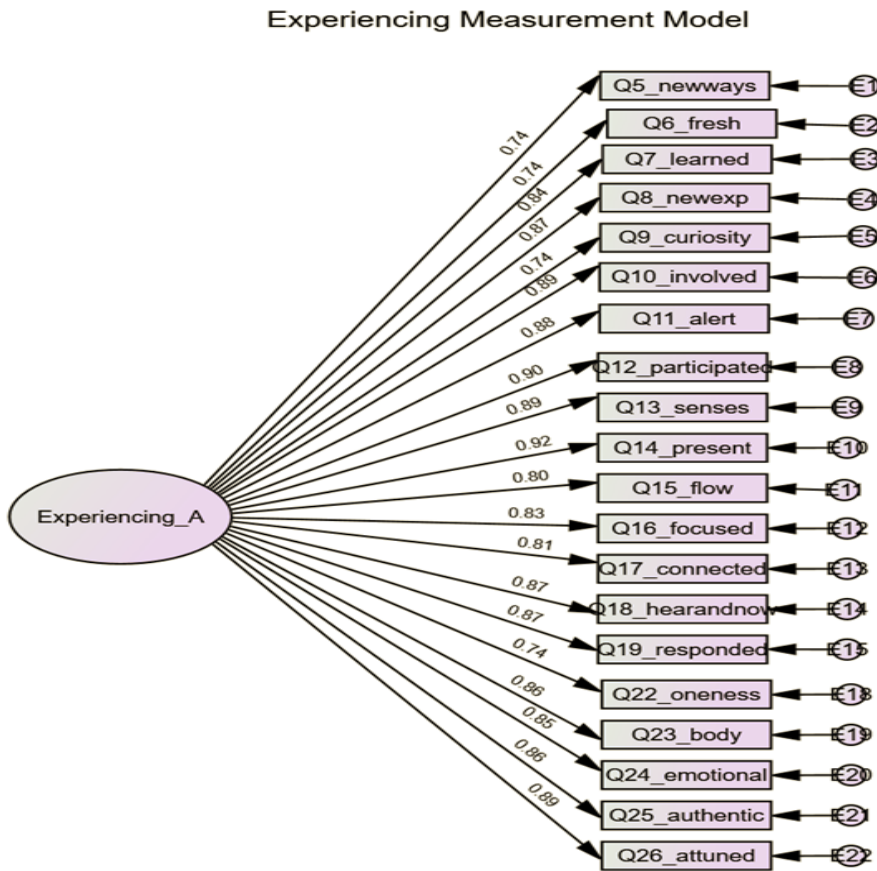 Experiencing Measurement Model
Experiencing_A
0.74 Q5_newways E1
0.74 Q6_fresh E2
0.84 Q7_learned E3
0.87 Q8_newexp E4
0.74 Q9_curiosity E5
0.89 Q10_involved E6
0.88 Q11_alert E7
0.90 Q12_participated E8
0.89 Q13_senses E9
0.92 Q14_present E10
0.80 Q15_flow E11
0.83 Q16_focused E12
0.81 Q17_connected E13
0.87 Q18_hearandnow E14
0.87 Q19_responded E15
0.74 Q22_oneness E18
0.86 Q23_body E19
0.85 Q24_emotional E20
0.86 Q25_authentic E21
0.89 Q26_attuned E22